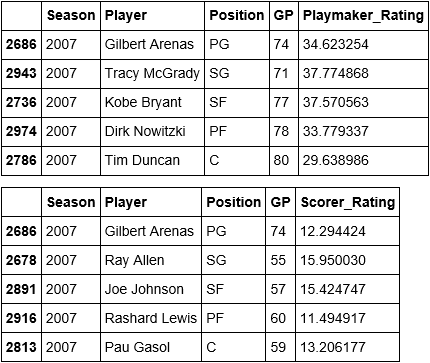 Season Player Position GP Playmaker_Rating
2686 2007 Gilbert Arenas PG 74 34.623254
2943 2007 Tracy McGrady SG 71 37.774868
2736 2007 Kobe Bryant SF 77 37.570563
2974 2007 Dirk Nowitzki PF 78 33.779337
2786 2007 Tim Duncan C 80 29.638986
Season Player Position GP Scorer_Rating
2686 2007 Gilbert Arenas PG 74 12.294424
2678 2007 Ray Allen SG 55 15.950030
2891 2007 Joe Johnson SF 57 15.424747
2916 2007 Rashard Lewis PF 60 11.494917
2813 2007 Pau Gasol C 59 13.206177